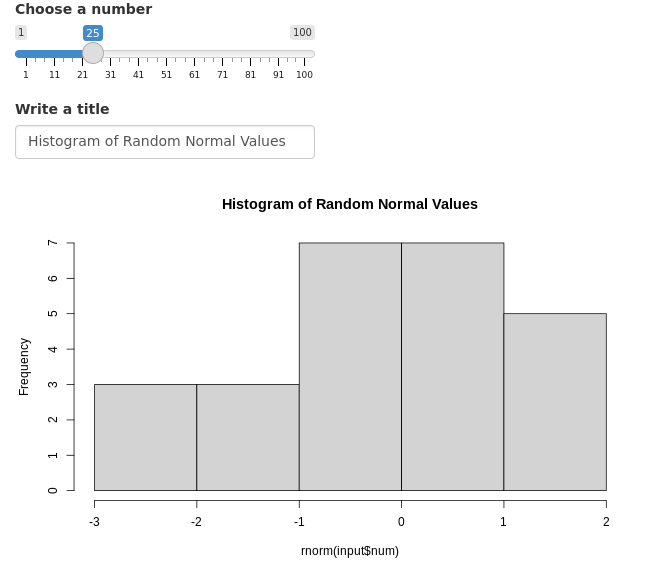 Choose a number
1 25 100
1 11 21 31 41 51 61 71 81 91 100
Write a title
Histogram of Random Normal Values
Histogram of Random Normal Values
Frequency
7
6
5
4
3
2
1
0
-3 -2 -1 0 1 2
rnorm(input$num)